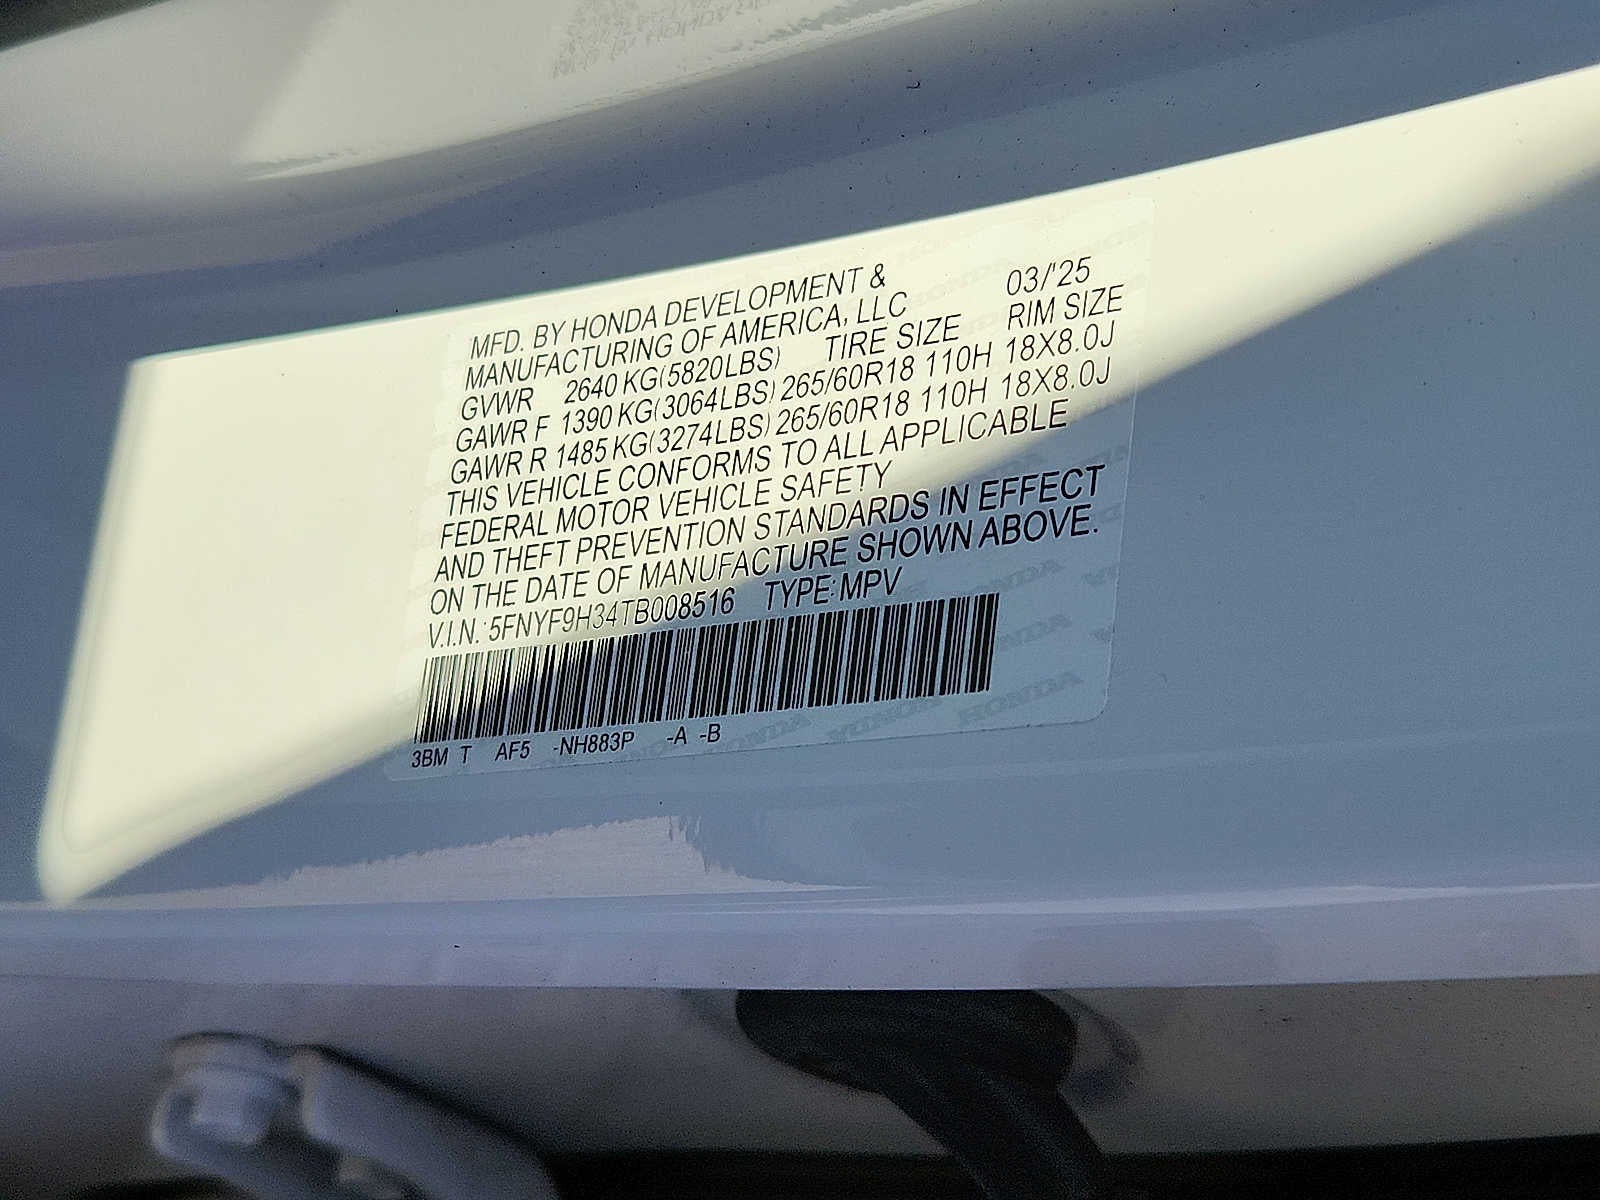 MFD. BY HONDA DEVELOPMENT & 03/'25
MANUFACTURING OF AMERICA, LLC RIM SIZE
GVWR 2640 KG(5820LBS) TIRE SIZE
GAWR F 1390 KG(3064LBS) 265/60R18 110H 18X8.0J
GAWR R 1485 KG(3274LBS) 265/60R18 110H 18X8.0J
THIS VEHICLE CONFORMS TO ALL APPLICABLE
FEDERAL MOTOR VEHICLE SAFETY
AND THEFT PREVENTION STANDARDS IN EFFECT
ON THE DATE OF MANUFACTURE SHOWN ABOVE.
V.I.N.: 5FNYF9H34TB008516 TYPE: MPV
3BM T AF5 -NH883P -A -B
HONDA
HONDA
HONDA